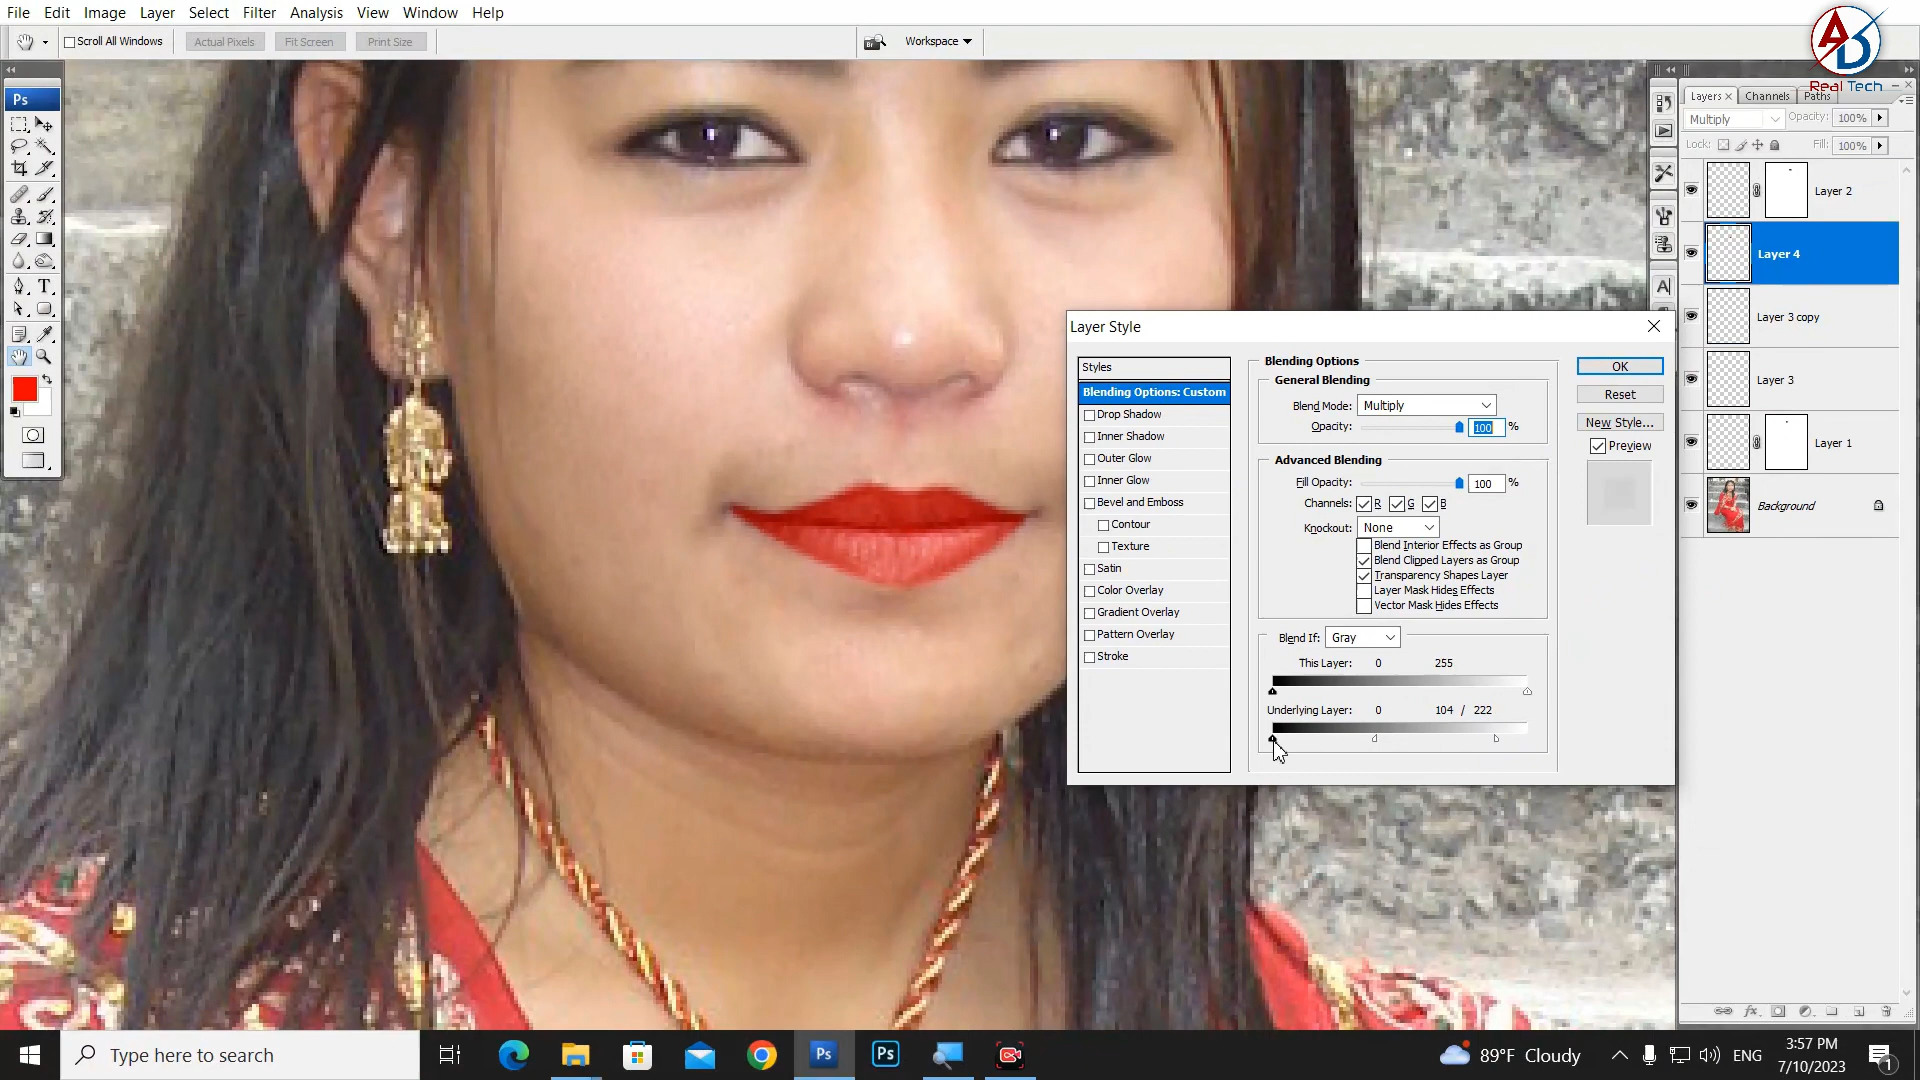 File Edit Image Layer Select Filter Analysis View Window Help
Scroll All Windows Actual Pixels Fit Screen Print Size Workspace
AD
Real Tech
Ps
Layers Channels Paths
Multiply Opacity: 100%
Lock: Fill: 100%
Layer 2
Layer 4
Layer 3 copy
Layer 3
Layer 1
Background
Layer Style
Styles
Blending Options: Custom
Drop Shadow
Inner Shadow
Outer Glow
Inner Glow
Bevel and Emboss
Contour
Texture
Satin
Color Overlay
Gradient Overlay
Pattern Overlay
Stroke
Blending Options
General Blending
Blend Mode: Multiply
Opacity: 100 %
Advanced Blending
Fill Opacity: 100 %
Channels: R G B
Knockout: None
Blend Interior Effects as Group
Blend Clipped Layers as Group
Transparency Shapes Layer
Layer Mask Hides Effects
Vector Mask Hides Effects
Blend If: Gray
This Layer: 0 255
Underlying Layer: 0 104 / 222
OK
Reset
New Style...
Preview
Type here to search
Ps
Ps
89°F Cloudy
ENG
3:57 PM
7/10/2023
1